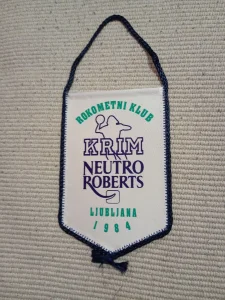 ROKOMETNI KLUB
KRIM
NEUTRO
ROBERTS
LJUBLJANA
1984